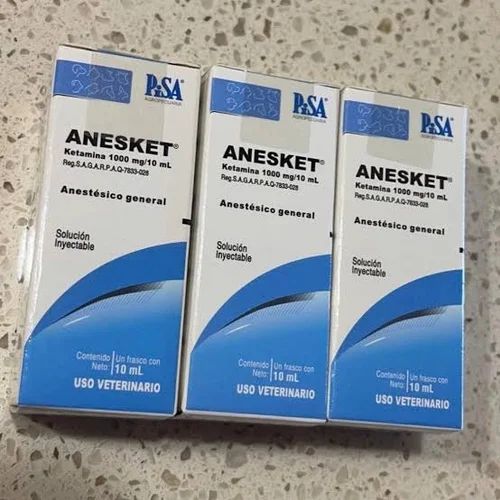 PiSA
AGROPECUARIA
ANESKET®
Ketamina 1000 mg/10 mL
Reg.S.A.G.A.R.P.A.Q-7833-028
Anestésico general
Solución
Inyectable
Contenido
Neto:
Un frasco con
10 mL
USO VETERINARIO
PiSA
AGROPECUARIA
ANESKET®
Ketamina 1000 mg/10 mL
Reg.S.A.G.A.R.P.A.Q-7833-028
Anestésico general
Solución
Inyectable
Contenido
Neto:
Un frasco con
10 mL
USO VETERINARIO
PiSA
AGROPECUARIA
ANESKET®
Ketamina 1000 mg/10 mL
Reg.S.A.G.A.R.P.A.Q-7833-028
Anestésico general
Solución
Inyectable
Contenido
Neto:
Un frasco con
10 mL
USO VETERINARIO